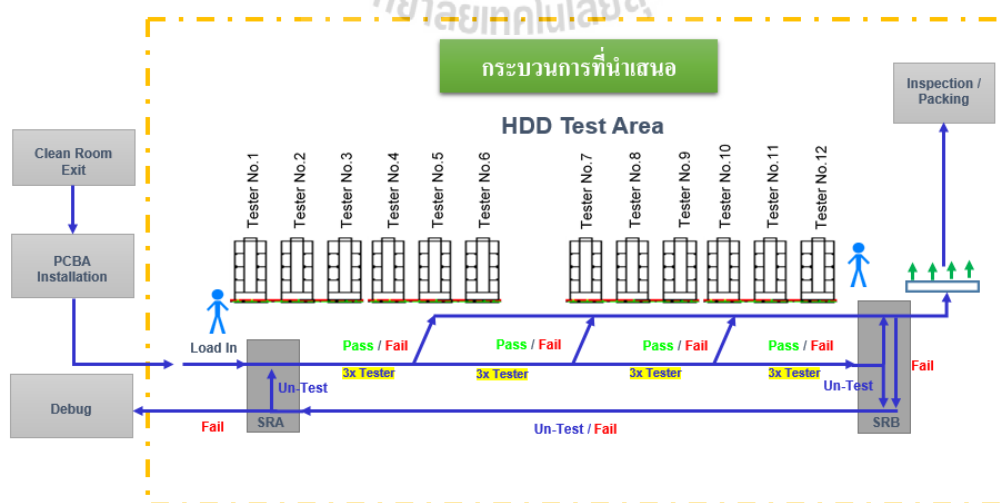 กระบวนการที่นำเสนอ
HDD Test Area
Inspection /
Packing
Clean Room
Exit
PCBA
Installation
Debug
Tester No.1
Tester No.2
Tester No.3
Tester No.4
Tester No.5
Tester No.6
Tester No.7
Tester No.8
Tester No.9
Tester No.10
Tester No.11
Tester No.12
Load In
Pass / Fail
Pass / Fail
Pass / Fail
Pass / Fail
3x Tester
3x Tester
3x Tester
3x Tester
Un-Test
Un-Test
Fail
SRA
SRB
Fail
Un-Test / Fail